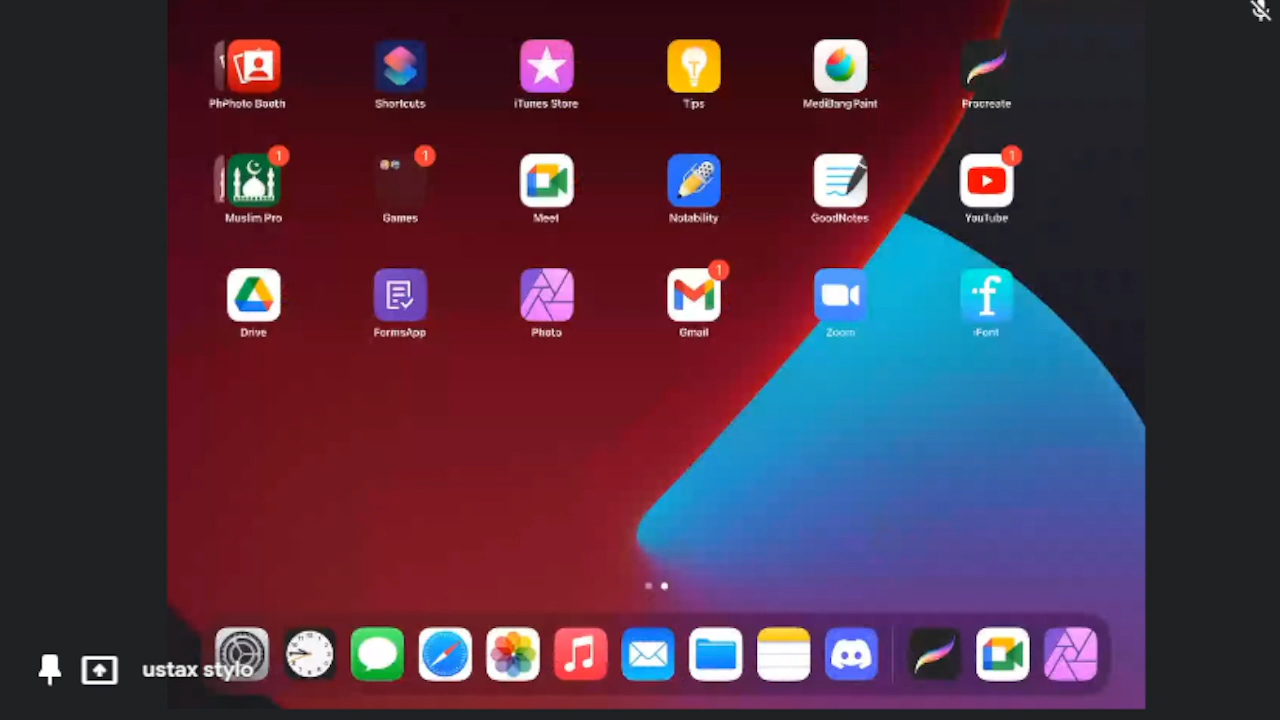 Photo Booth Shortcuts iTunes Store Tips MediBang Paint Procreate
1 1 1
Muslim Pro Games Meet Notability GoodNotes YouTube
1
Drive FormsApp Photo Gmail Zoom iFont
ustax stylo